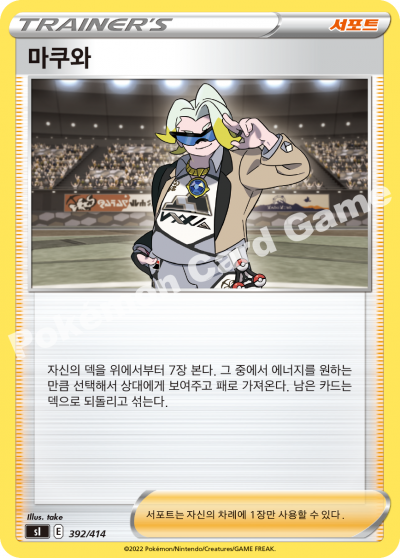 TRAINER'S
서포트
마쿠와
Pokémon Card Game
자신의 덱을 위에서부터 7장 본다. 그 중에서 에너지를 원하는
만큼 선택해서 상대에게 보여주고 패로 가져온다. 남은 카드는
덱으로 되돌리고 섞는다.
Illus. take
sI E 392/414
서포트는 자신의 차례에 1장만 사용할 수 있다.
©2022 Pokémon/Nintendo/Creatures/GAME FREAK.